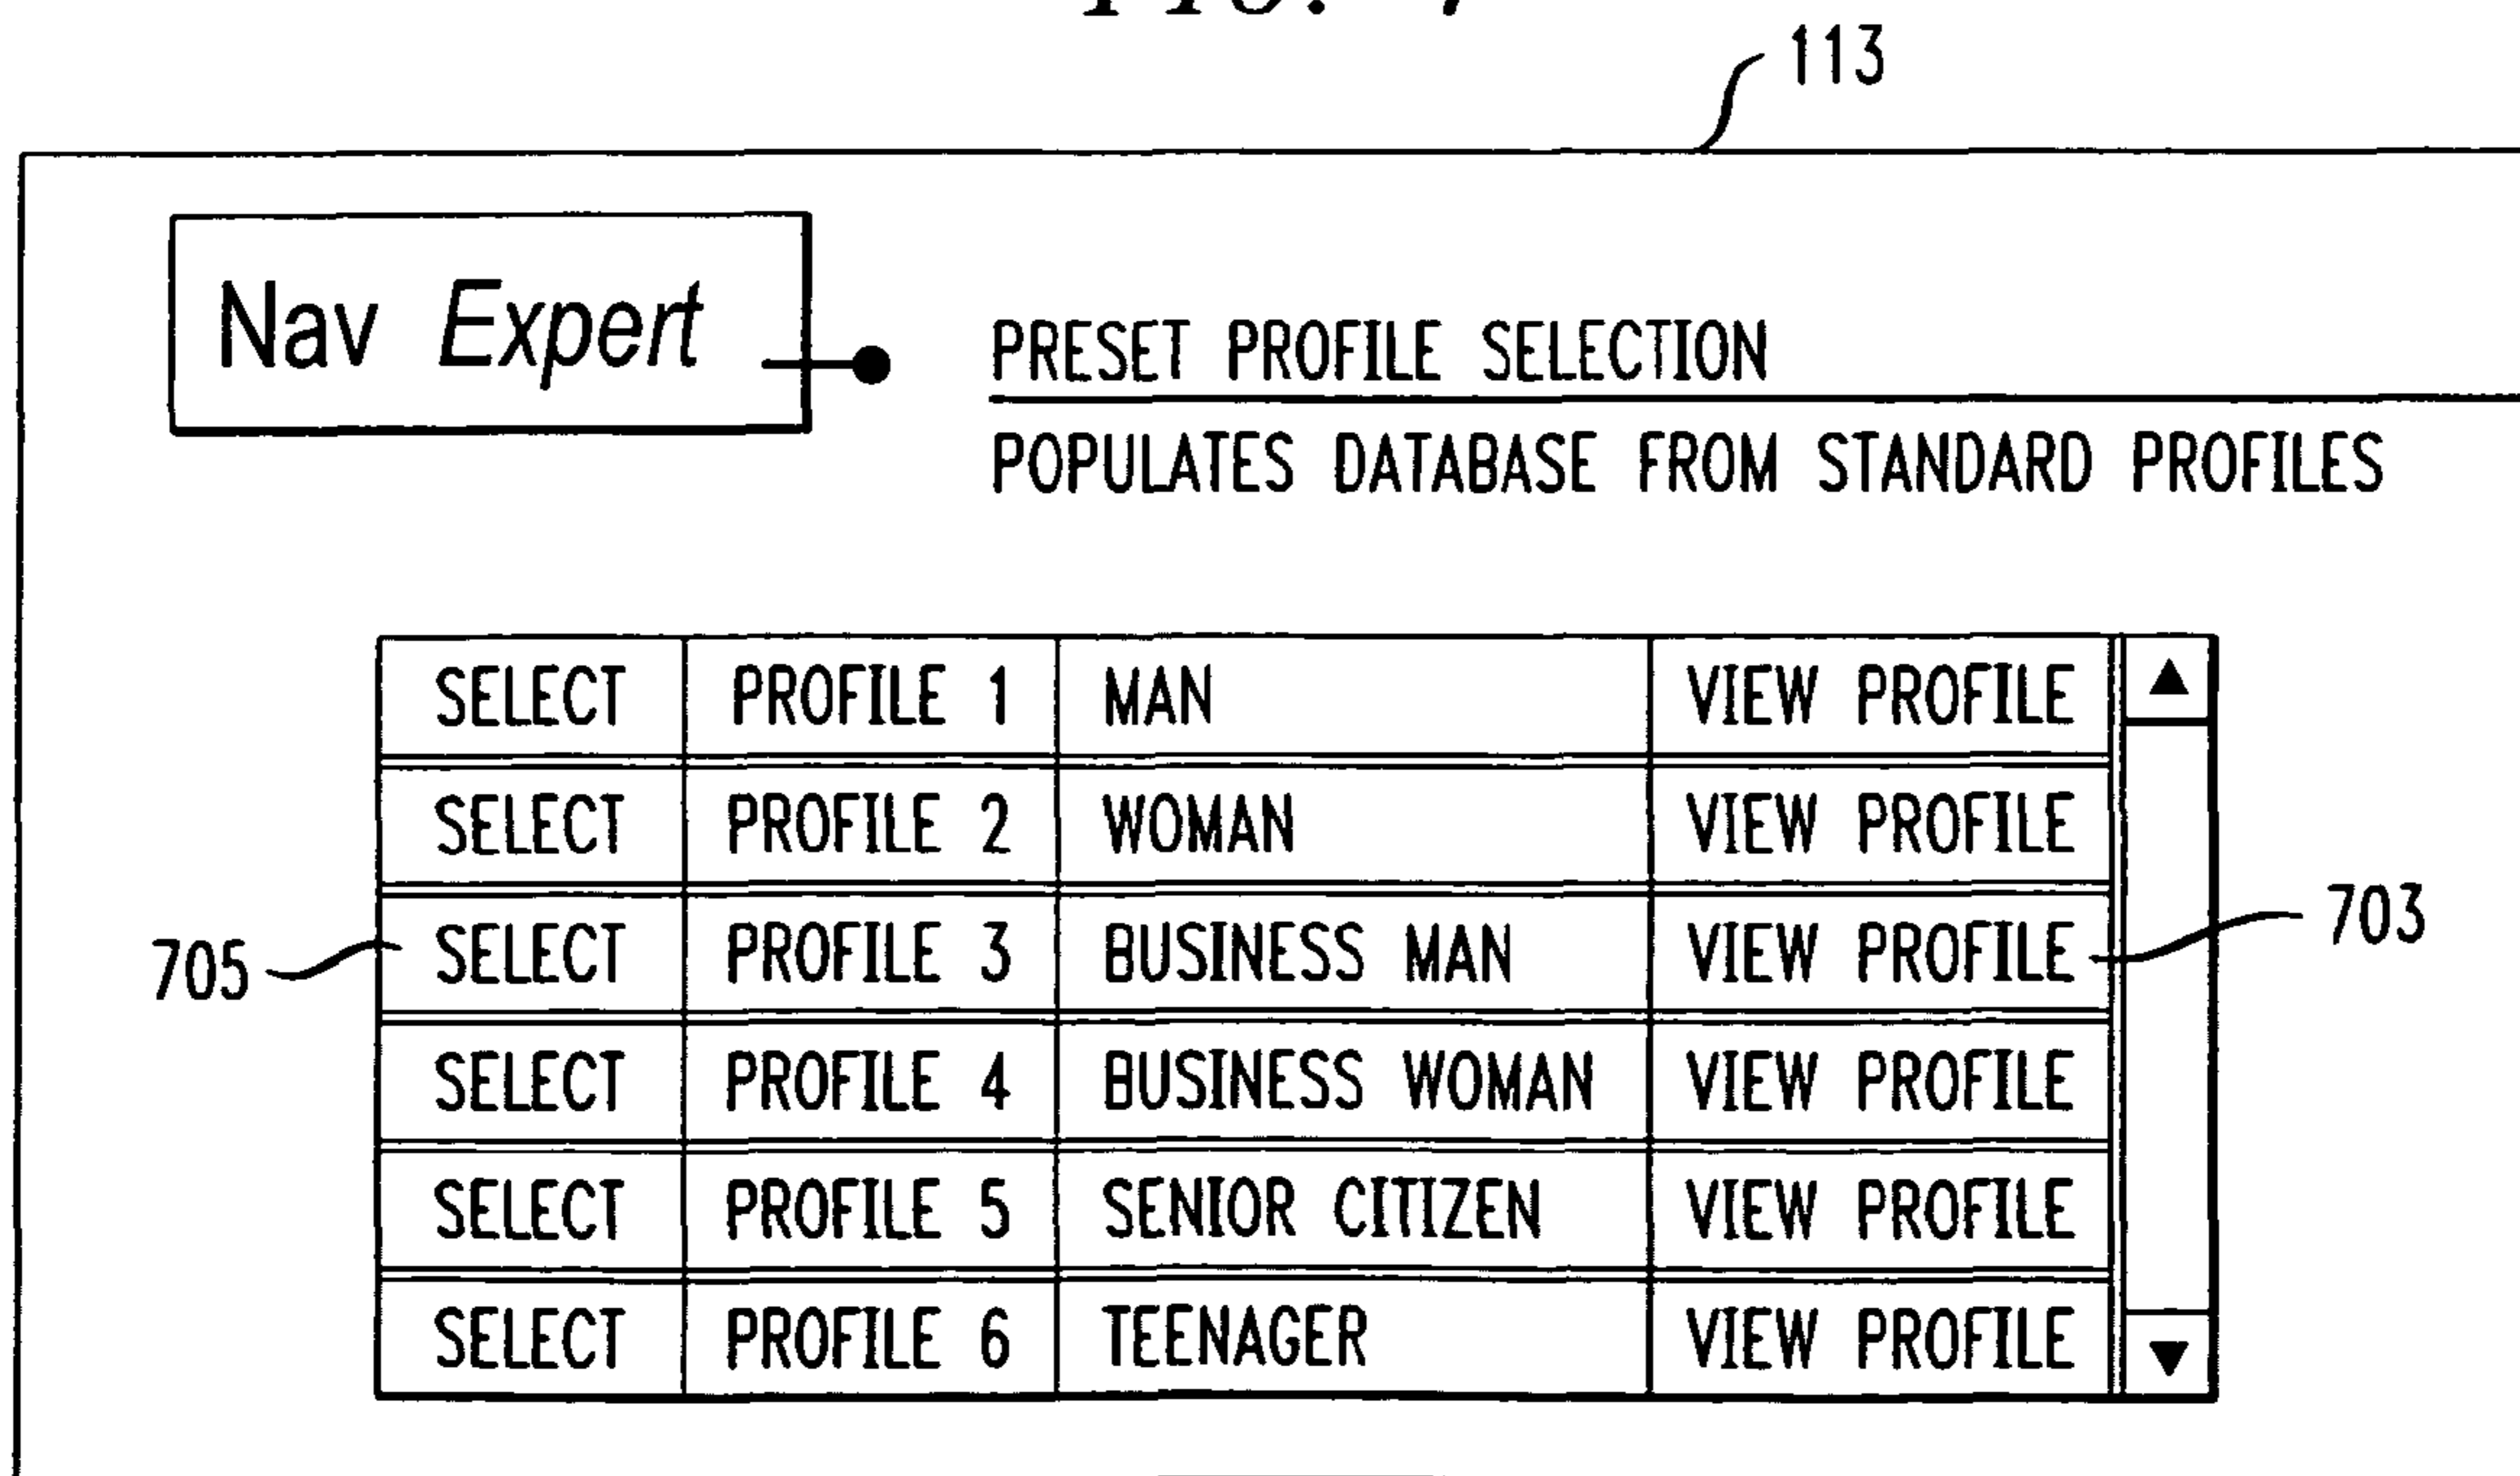 FIG. 7
113
Nav Expert
PRESET PROFILE SELECTION
POPULATES DATABASE FROM STANDARD PROFILES
SELECT PROFILE 1 MAN VIEW PROFILE
SELECT PROFILE 2 WOMAN VIEW PROFILE
705 SELECT PROFILE 3 BUSINESS MAN VIEW PROFILE 703
SELECT PROFILE 4 BUSINESS WOMAN VIEW PROFILE
SELECT PROFILE 5 SENIOR CITIZEN VIEW PROFILE
SELECT PROFILE 6 TEENAGER VIEW PROFILE